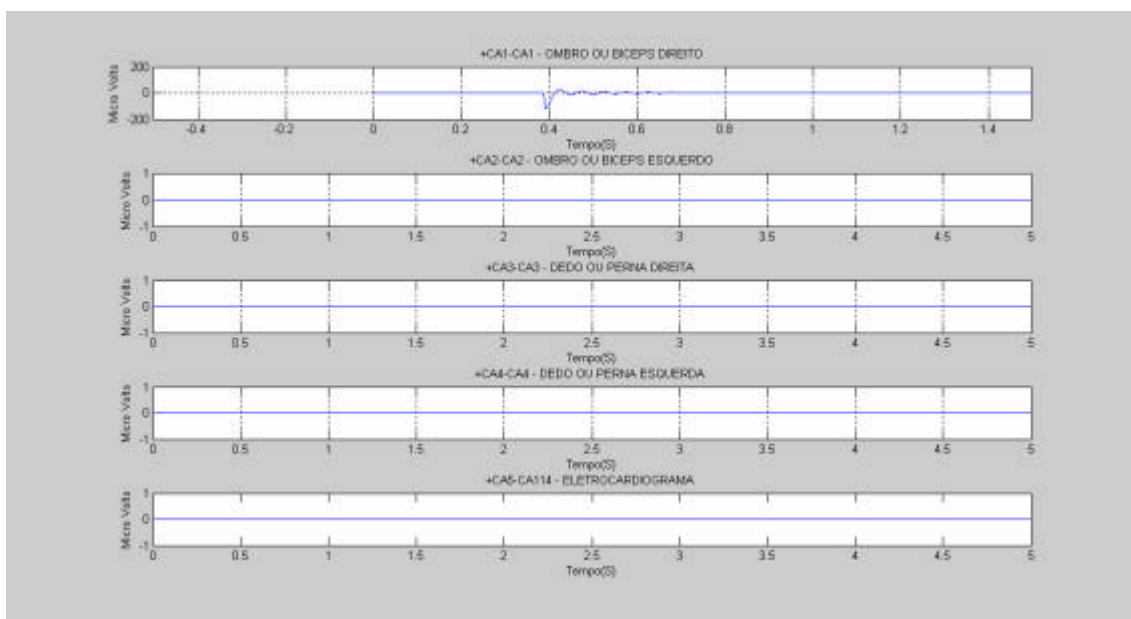 +CA1-CA1 - OMBRO OU BICEPS DIREITO
Micro Volts
200
0
-200
-0.4 -0.2 0 0.2 0.4 0.6 0.8 1 1.2 1.4
Tempo(S)
+CA2-CA2 - OMBRO OU BICEPS ESQUERDO
Micro Volts
1
0
-1
0 0.5 1 1.5 2 2.5 3 3.5 4 4.5 5
Tempo(S)
+CA3-CA3 - DEDO OU PERNA DIREITA
Micro Volts
1
0
-1
0 0.5 1 1.5 2 2.5 3 3.5 4 4.5 5
Tempo(S)
+CA4-CA4 - DEDO OU PERNA ESQUERDA
Micro Volts
1
0
-1
0 0.5 1 1.5 2 2.5 3 3.5 4 4.5 5
Tempo(S)
+CA5-CA114 - ELETROCARDIOGRAMA
Micro Volts
1
0
-1
0 0.5 1 1.5 2 2.5 3 3.5 4 4.5 5
Tempo(S)